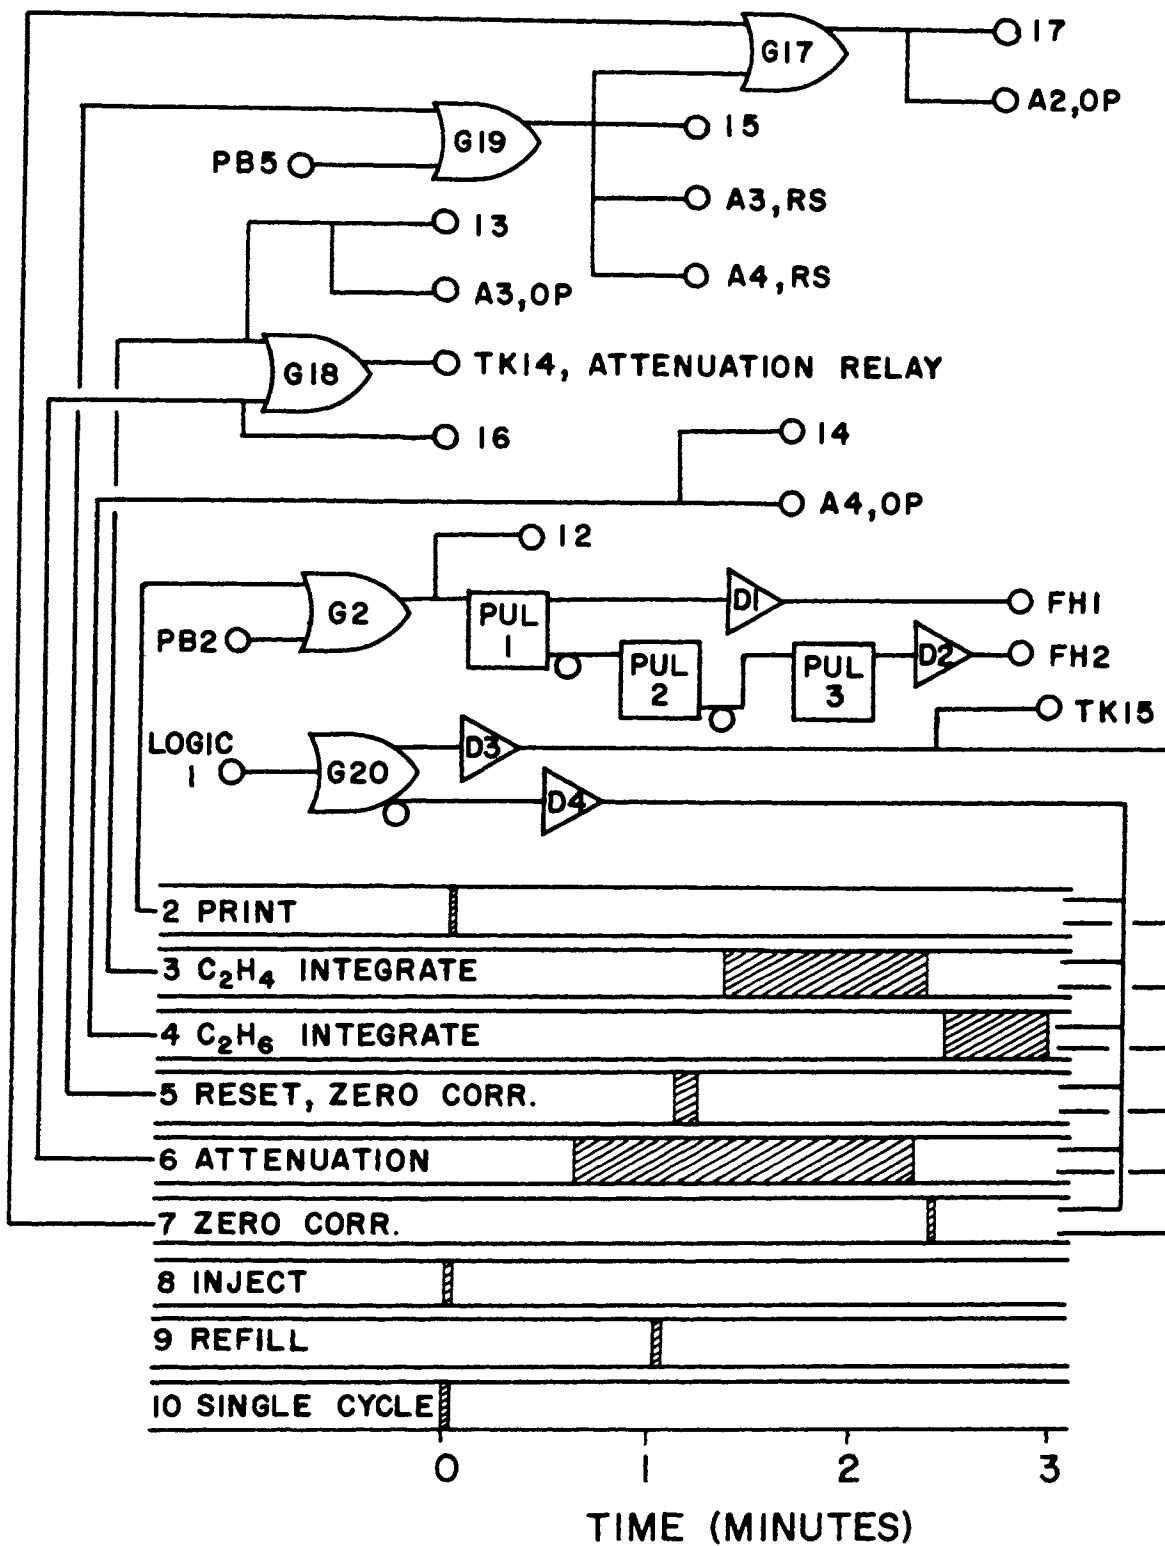 G17
17
A2,OP
G19
15
PB5
A3,RS
13
A4,RS
A3,OP
G18
TK14, ATTENUATION RELAY
16
14
A4,OP
12
G2
PUL 1
D1
FH1
PB2
PUL 2
PUL 3
D2
FH2
TK15
LOGIC 1
G20
D3
D4
2 PRINT
3 C₂H₄ INTEGRATE
4 C₂H₆ INTEGRATE
5 RESET, ZERO CORR.
6 ATTENUATION
7 ZERO CORR.
8 INJECT
9 REFILL
10 SINGLE CYCLE
0 1 2 3
TIME (MINUTES)